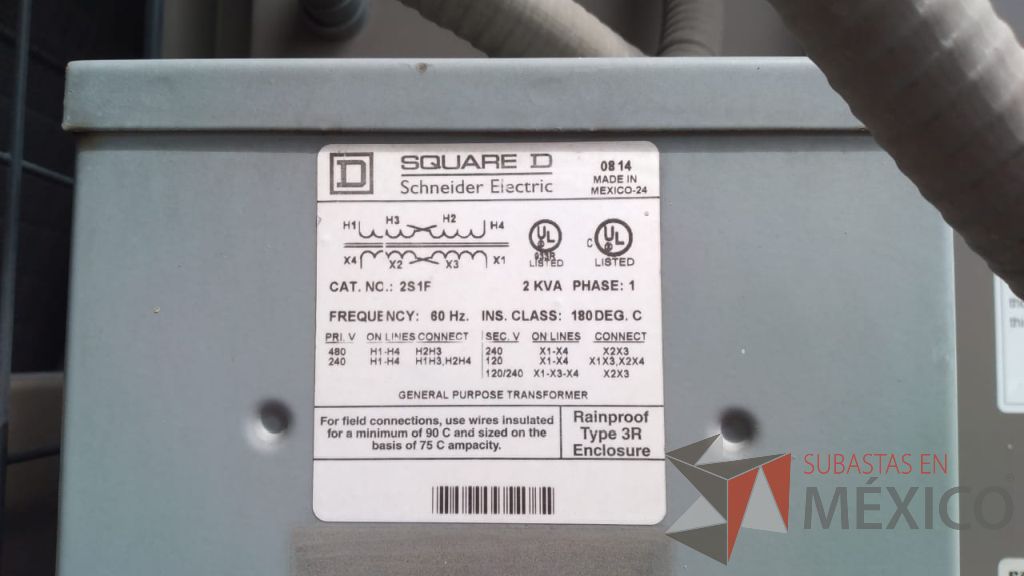 SQUARE D
Schneider Electric
08 14
MADE IN
MEXICO-24
H1 H3 H2 H4
X4 X2 X3 X1
UL
LISTED
C UL
LISTED
CAT. NO.: 2S1F 2 KVA PHASE: 1
FREQUENCY: 60 Hz. INS. CLASS: 180 DEG. C
PRI. V ON LINES CONNECT SEC. V ON LINES CONNECT
480 H1-H4 H2H3 240 X1-X4 X2X3
240 H1-H4 H1H3,H2H4 120 X1-X4 X1X3,X2X4
120/240 X1-X3-X4 X2X3
GENERAL PURPOSE TRANSFORMER
For field connections, use wires insulated
for a minimum of 90 C and sized on the
basis of 75 C ampacity.
Rainproof
Type 3R
Enclosure
SUBASTAS EN
MÉXICO